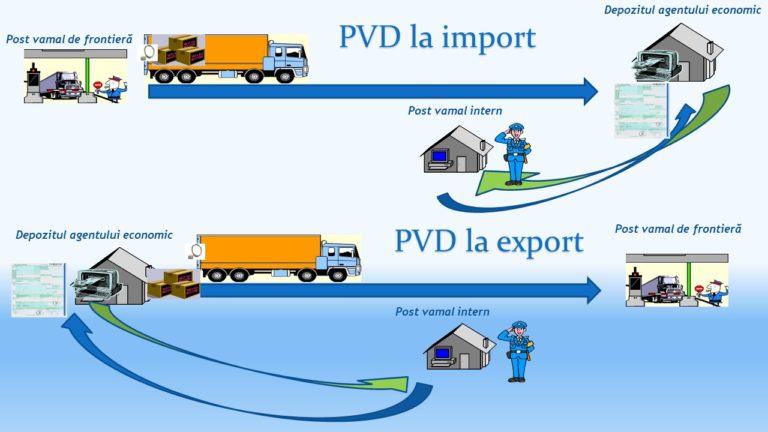 Depozitul agentului economic
Post vamal de frontieră
PVD la import
Post vamal intern
Depozitul agentului economic
PVD la export
Post vamal de frontieră
Post vamal intern